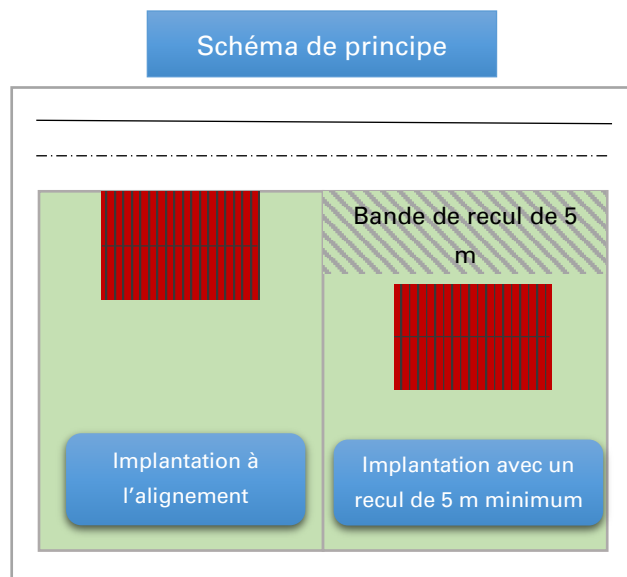 Schéma de principe
Bande de recul de 5
m
Implantation à
l’alignement
Implantation avec un
recul de 5 m minimum